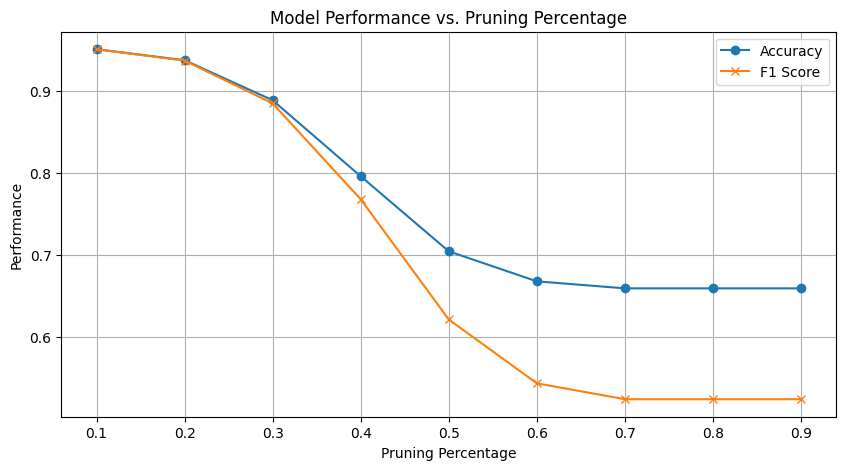 Model Performance vs. Pruning Percentage
Accuracy
F1 Score
Performance
0.9
0.8
0.7
0.6
0.1 0.2 0.3 0.4 0.5 0.6 0.7 0.8 0.9
Pruning Percentage